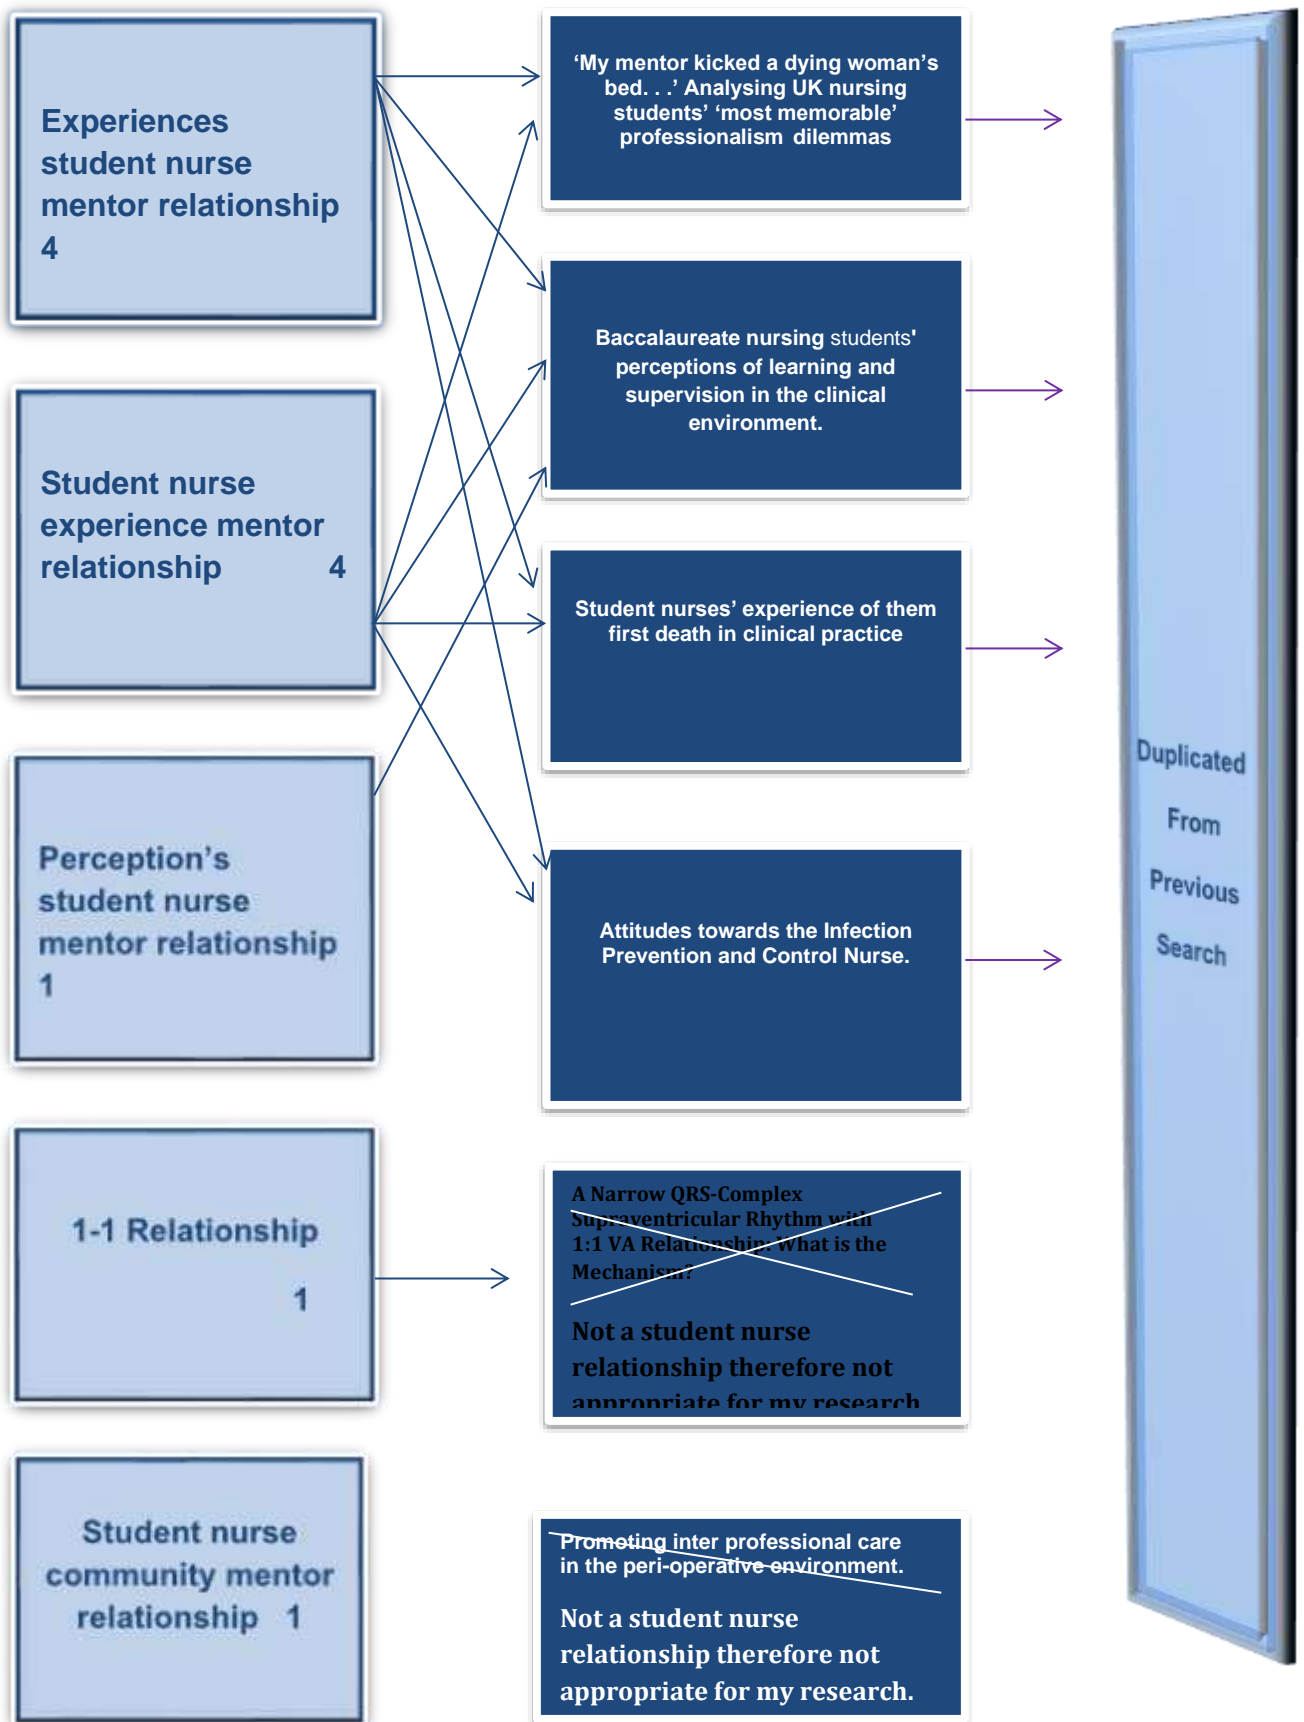 Experiences
student nurse
mentor relationship
4
Student nurse
experience mentor
relationship 4
Perception's
student nurse
mentor relationship
1
1-1 Relationship
1
Student nurse
community mentor
relationship 1
‘My mentor kicked a dying woman’s
bed. . .’ Analysing UK nursing
students’ ‘most memorable’
professionalism dilemmas
Baccalaureate nursing students'
perceptions of learning and
supervision in the clinical
environment.
Student nurses’ experience of them
first death in clinical practice
Attitudes towards the Infection
Prevention and Control Nurse.
A Narrow QRS-Complex
Supraventricular Rhythm with
1:1 VA Relationship: What is the
Mechanism?
Not a student nurse
relationship therefore not
appropriate for my research
Promoting inter professional care
in the peri-operative environment.
Not a student nurse
relationship therefore not
appropriate for my research.
Duplicated
From
Previous
Search